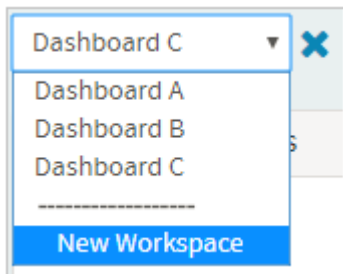 Dashboard C
Dashboard A
Dashboard B
Dashboard C
------------------
New Workspace